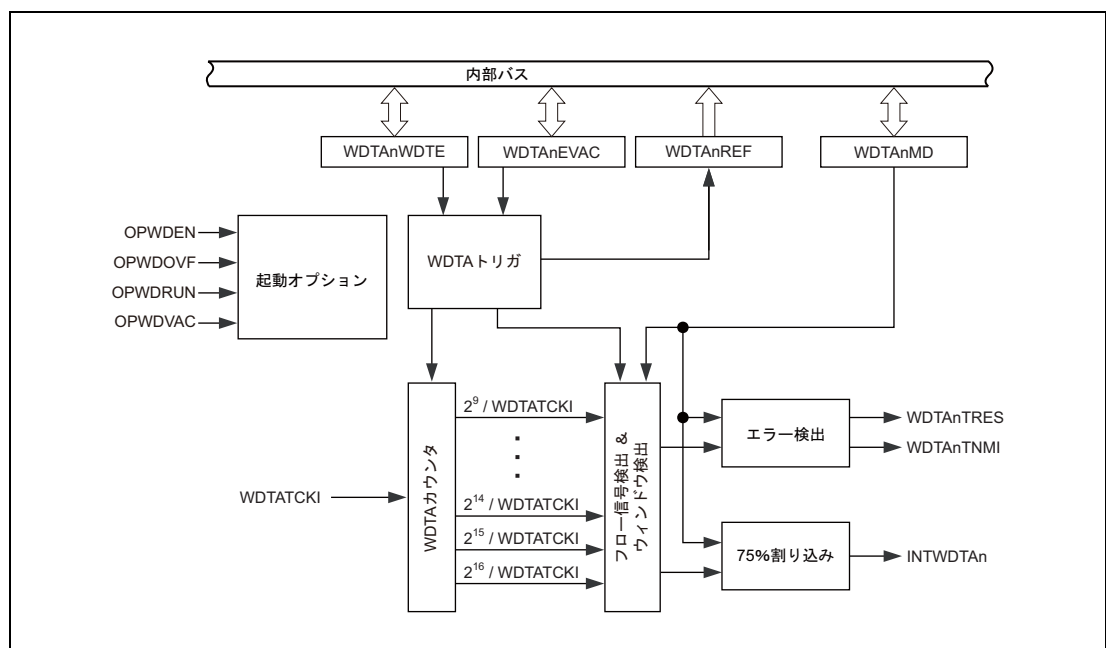 内部バス
WDTAnWDTE
WDTAnEVAC
WDTAnREF
WDTAnMD
OPWDEN
OPWDOVF
OPWDRUN
OPWDVAC
起動オプション
WDTAトリガ
WDTATCKI
WDTAカウンタ
2⁹ / WDTATCKI
2¹⁴ / WDTATCKI
2¹⁵ / WDTATCKI
2¹⁶ / WDTATCKI
フロー信号検出 &
ウィンドウ検出
エラー検出
WDTAnTRES
WDTAnTNMI
75%割り込み
INTWDTAn